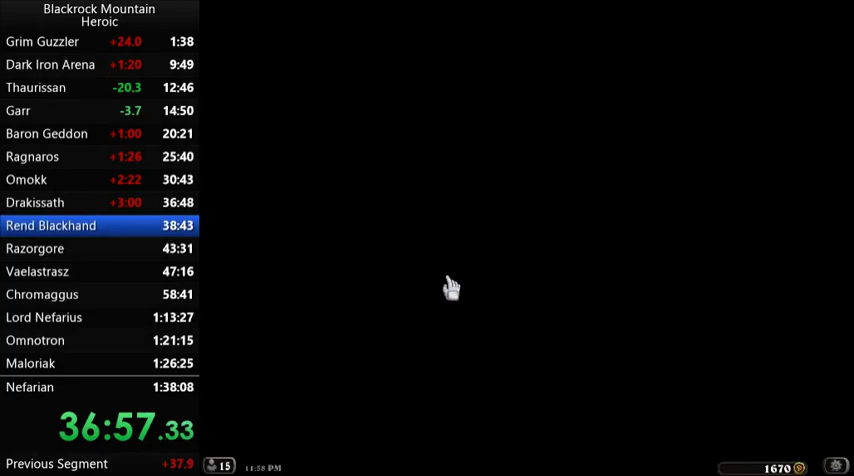 Blackrock Mountain
Heroic
Grim Guzzler +24.0 1:38
Dark Iron Arena +1:20 9:49
Thaurissan -20.3 12:46
Garr -3.7 14:50
Baron Geddon +1:00 20:21
Ragnaros +1:26 25:40
Omokk +2:22 30:43
Drakissath +3:00 36:48
Rend Blackhand 38:43
Razorgore 43:31
Vaelastrasz 47:16
Chromaggus 58:41
Lord Nefarius 1:13:27
Omnotron 1:21:15
Maloriak 1:26:25
Nefarian 1:38:08
36:57.33
Previous Segment +37.9
15 11:58 PM 1670